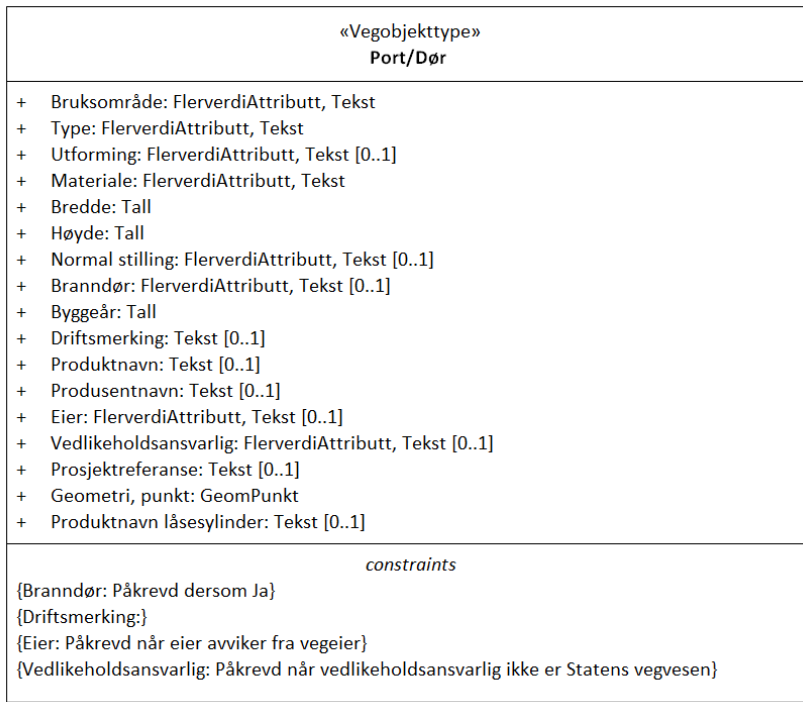 «Vegobjekttype»
Port/Dør
+ Bruksområde: FlerverdiAttributt, Tekst
+ Type: FlerverdiAttributt, Tekst
+ Utforming: FlerverdiAttributt, Tekst [0..1]
+ Materiale: FlerverdiAttributt, Tekst
+ Bredde: Tall
+ Høyde: Tall
+ Normal stilling: FlerverdiAttributt, Tekst [0..1]
+ Branndør: FlerverdiAttributt, Tekst [0..1]
+ Byggeår: Tall
+ Driftsmerking: Tekst [0..1]
+ Produktnavn: Tekst [0..1]
+ Produsentnavn: Tekst [0..1]
+ Eier: FlerverdiAttributt, Tekst [0..1]
+ Vedlikeholdsansvarlig: FlerverdiAttributt, Tekst [0..1]
+ Prosjektreferanse: Tekst [0..1]
+ Geometri, punkt: GeomPunkt
+ Produktnavn låsesylinder: Tekst [0..1]
constraints
{Branndør: Påkrevd dersom Ja}
{Driftsmerking:}
{Eier: Påkrevd når eier avviker fra vegeier}
{Vedlikeholdsansvarlig: Påkrevd når vedlikeholdsansvarlig ikke er Statens vegvesen}